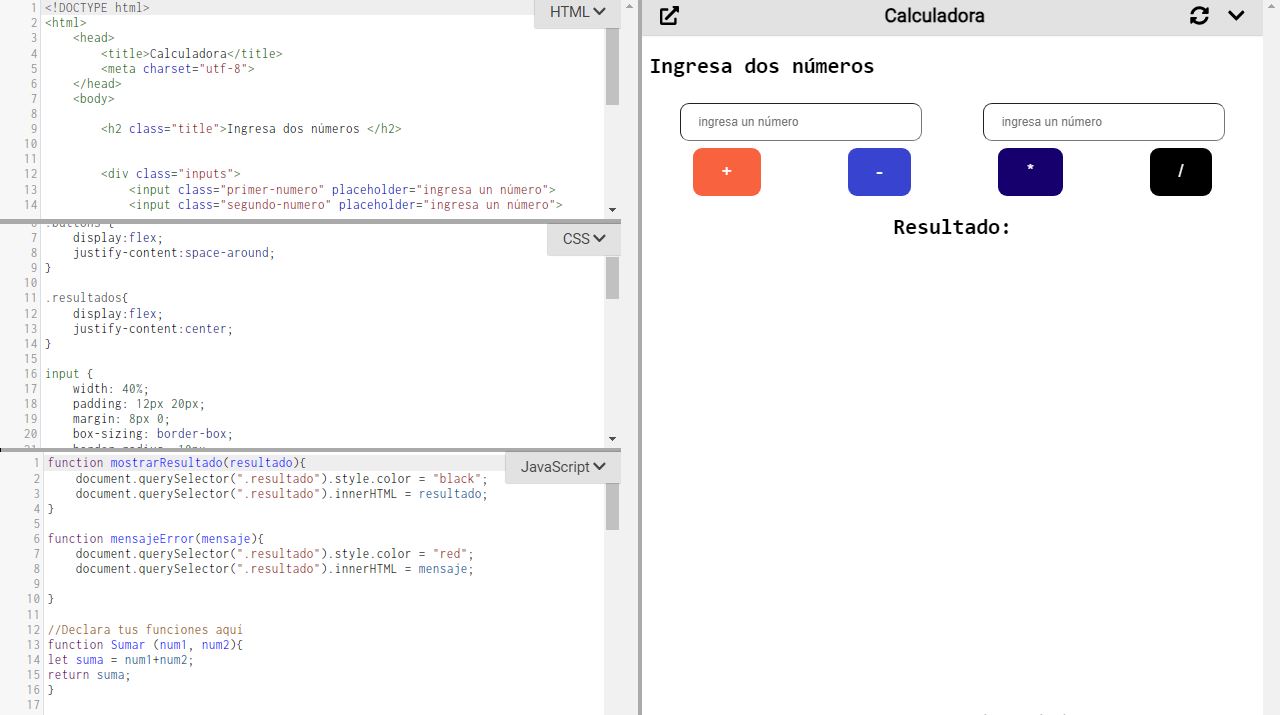 1 <!DOCTYPE html>
2 <html>
3 <head>
4 <title>Calculadora</title>
5 <meta charset="utf-8">
6 </head>
7 <body>
8
9 <h2 class="title">Ingresa dos números </h2>
10
11
12 <div class="inputs">
13 <input class="primer-numero" placeholder="ingresa un número">
14 <input class="segundo-numero" placeholder="ingresa un número">
HTML
7 display:flex;
8 justify-content:space-around;
9 }
10
11 .resultados{
12 display:flex;
13 justify-content:center;
14 }
15
16 input {
17 width: 40%;
18 padding: 12px 20px;
19 margin: 8px 0;
20 box-sizing: border-box;
CSS
1 function mostrarResultado(resultado){
2 document.querySelector(".resultado").style.color = "black";
3 document.querySelector(".resultado").innerHTML = resultado;
4 }
5
6 function mensajeError(mensaje){
7 document.querySelector(".resultado").style.color = "red";
8 document.querySelector(".resultado").innerHTML = mensaje;
9
10 }
11
12 //Declara tus funciones aquí
13 function Sumar (num1, num2){
14 let suma = num1+num2;
15 return suma;
16 }
17
JavaScript
Calculadora
Ingresa dos números
ingresa un número ingresa un número
+ - * /
Resultado: